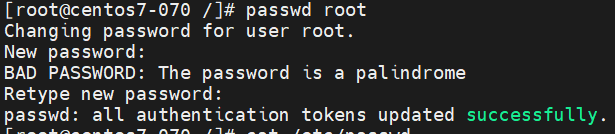 [root@centos7-070 /]# passwd root
Changing password for user root.
New password:
BAD PASSWORD: The password is a palindrome
Retype new password:
passwd: all authentication tokens updated successfully.
[root@centos7-070 /]# cat /etc/passwd